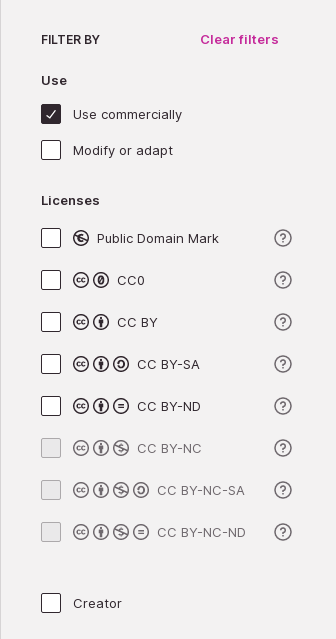 FILTER BY Clear filters
Use
Use commercially
Modify or adapt
Licenses
Public Domain Mark
CC0
CC BY
CC BY-SA
CC BY-ND
CC BY-NC
CC BY-NC-SA
CC BY-NC-ND
Creator